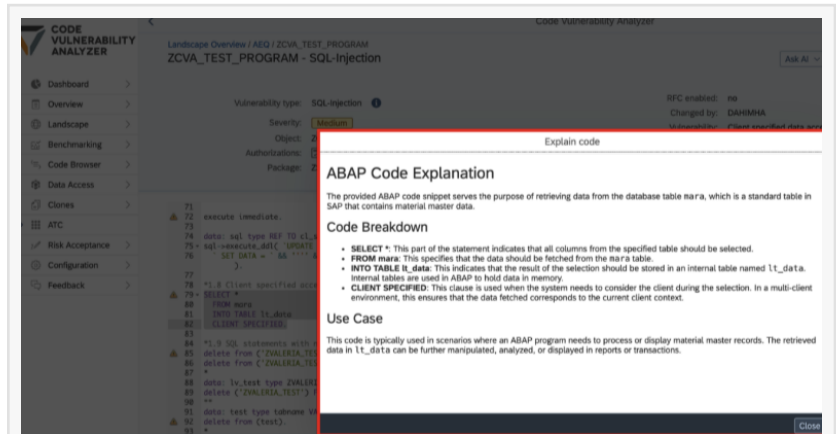 CODE
VULNERABILITY
ANALYZER
Code Vulnerability Analyzer
Landscape Overview / AEQ / ZCVA_TEST_PROGRAM
ZCVA_TEST_PROGRAM - SQL-Injection
Ask AI
Dashboard
Overview
Landscape
Benchmarking
Code Browser
Data Access
Clones
ATC
Risk Acceptance
Configuration
Feedback
Vulnerability type: SQL-Injection
Severity: Medium
Object: Z
Authorizations:
Package: Z
RFC enabled: no
Changed by: DAHIMHA
Vulnerability: Client specified data acce
71
72 execute immediate.
73
74 data: sql type REF TO cl_s
75 sql->execute_ddl( `UPDATE
76 ` SET DATA = ` && '''' &
).
77
78 *1.8 Client specified acce
79 SELECT *
80 FROM mara
81 INTO TABLE lt_data
82 CLIENT SPECIFIED.
83
84 *1.9 SQL statements with
85 delete from ('ZVALERIA_TES
86 delete from ('ZVALERIA_TES
87 *
88 data: lv_test type ZVALERI
89 delete ('ZVALERIA_TEST') f
90 **
91 data: test type tabname VA
92 delete from (test).
93 *
Explain code
ABAP Code Explanation
The provided ABAP code snippet serves the purpose of retrieving data from the database table mara, which is a standard table in
SAP that contains material master data.
Code Breakdown
• SELECT *: This part of the statement indicates that all columns from the specified table should be selected.
• FROM mara: This specifies that the data should be fetched from the mara table.
• INTO TABLE lt_data: This indicates that the result of the selection should be stored in an internal table named lt_data.
Internal tables are used in ABAP to hold data in memory.
• CLIENT SPECIFIED: This clause is used when the system needs to consider the client during the selection. In a multi-client
environment, this ensures that the data fetched corresponds to the current client context.
Use Case
This code is typically used in scenarios where an ABAP program needs to process or display material master records. The retrieved
data in lt_data can be further manipulated, analyzed, or displayed in reports or transactions.
Close